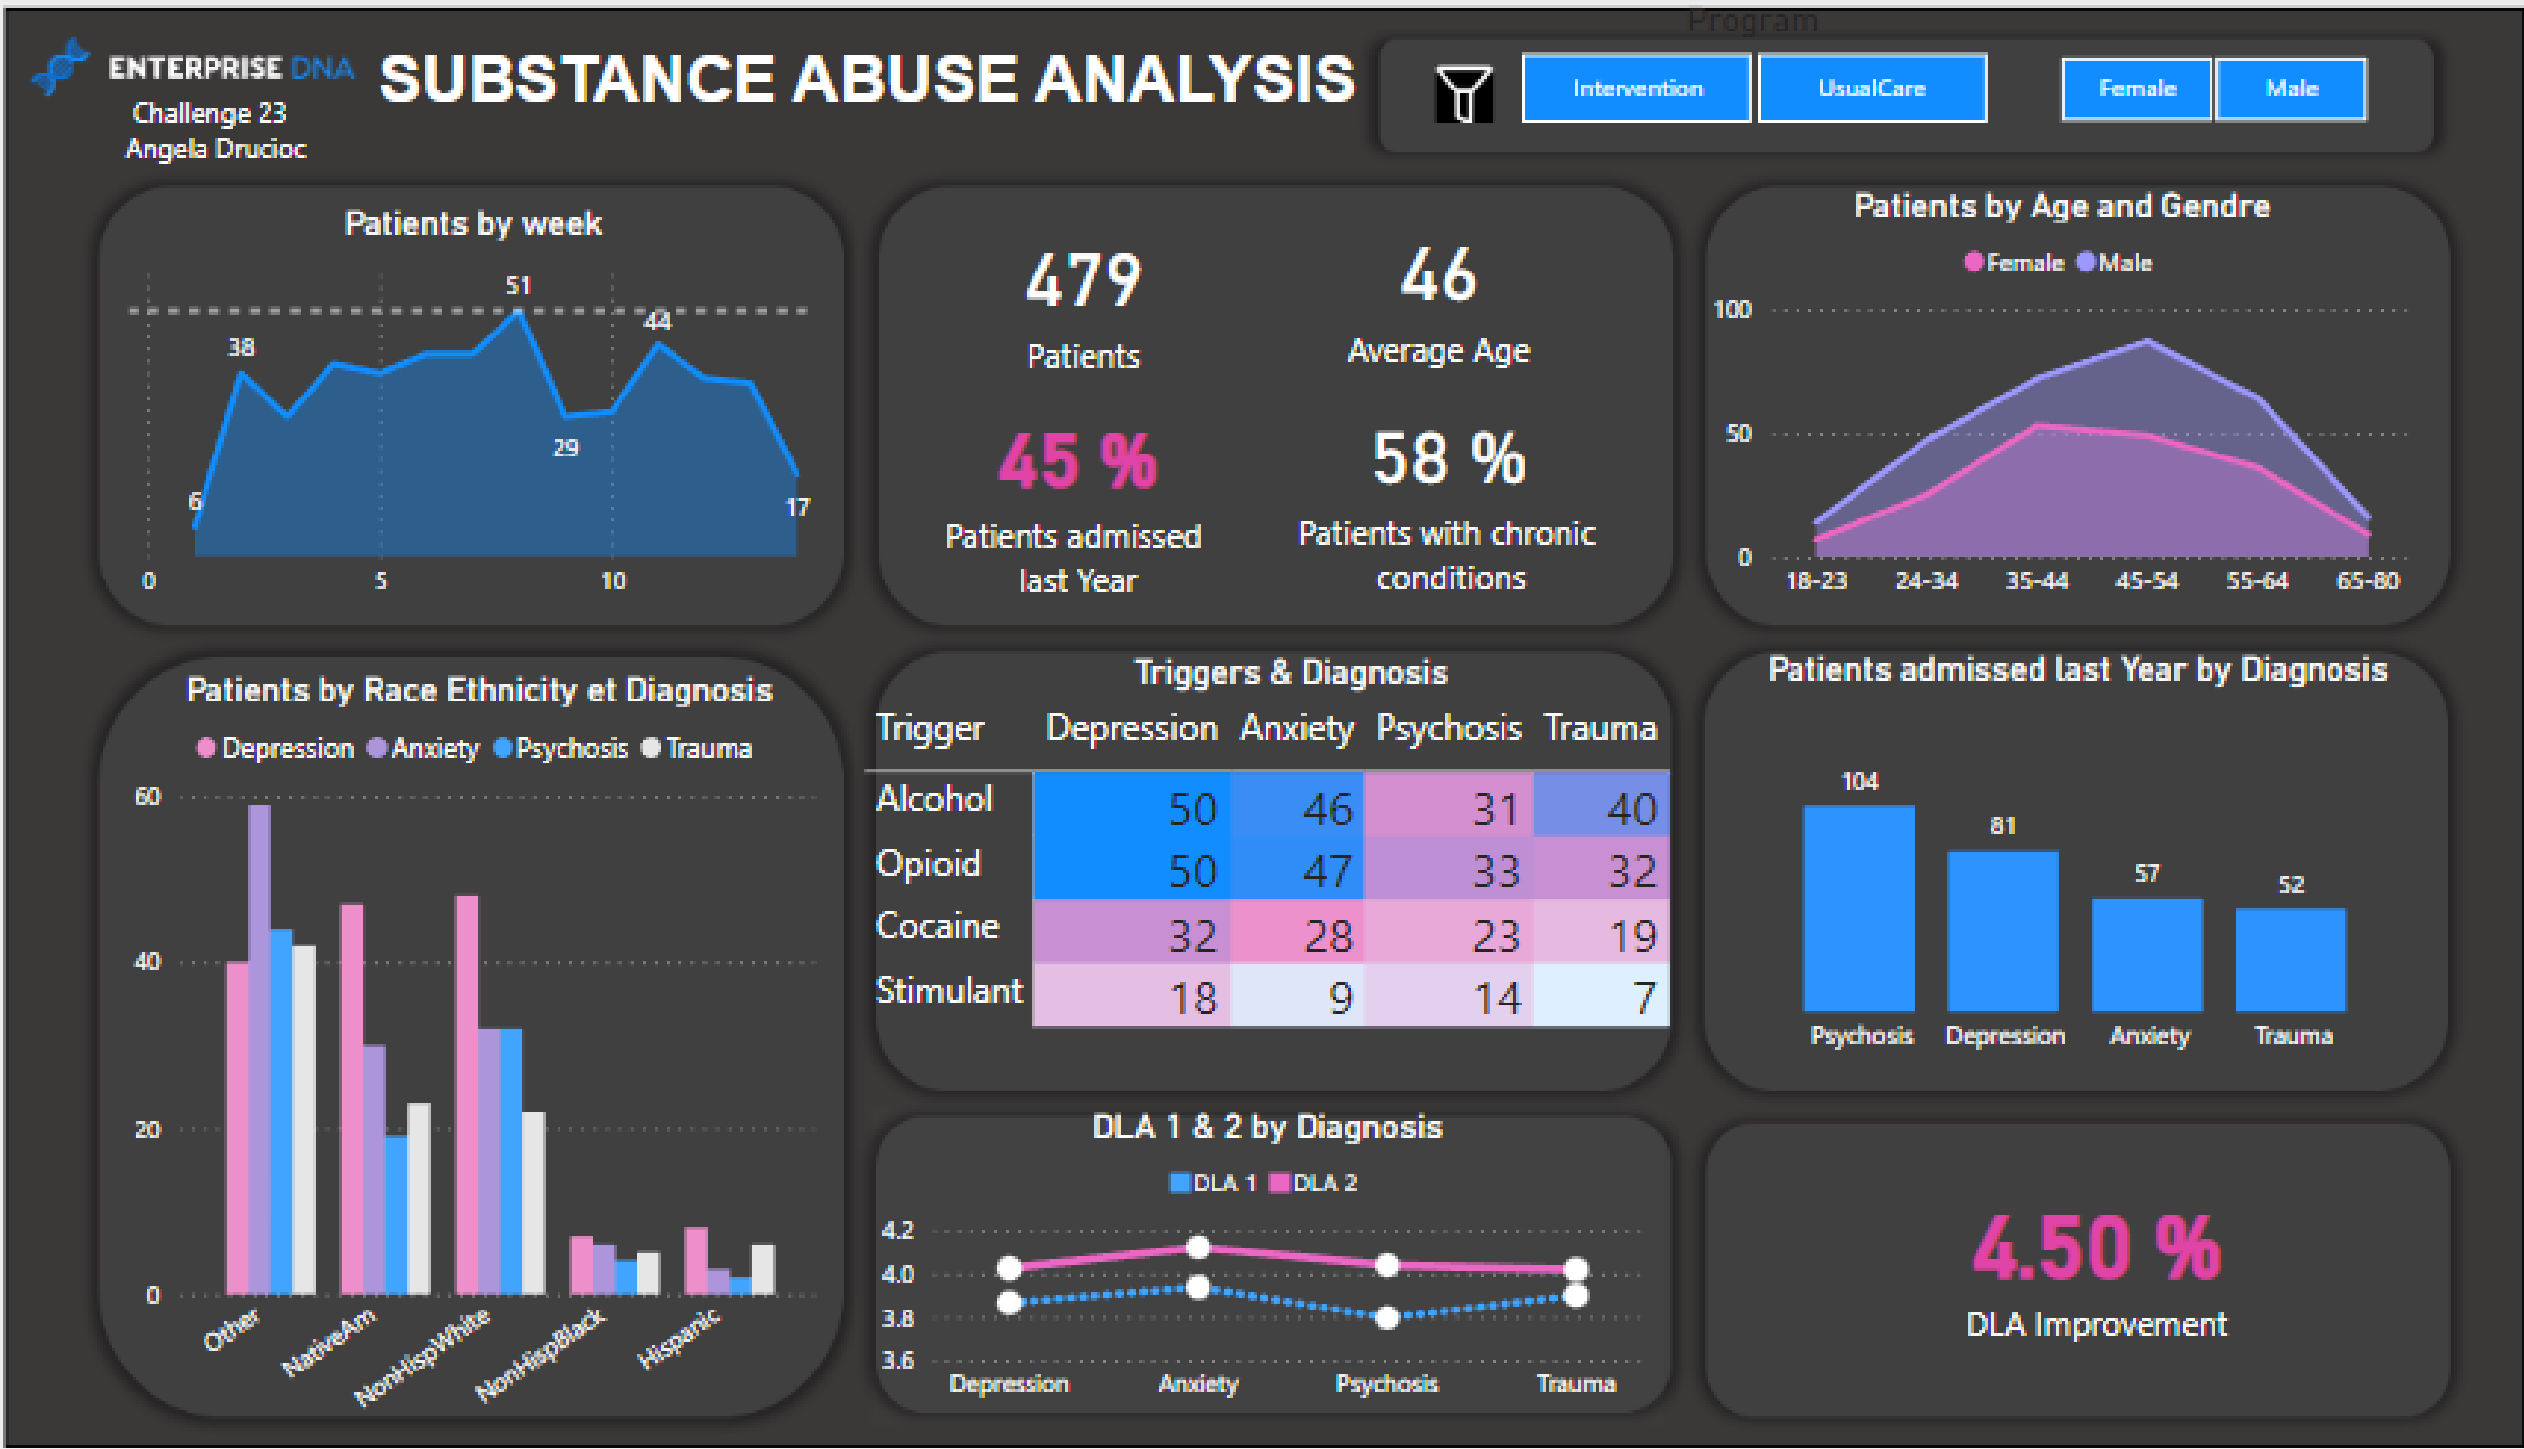 Program
ENTERPRISE DNA
Challenge 23
Angela Drucioc
SUBSTANCE ABUSE ANALYSIS
Intervention
UsualCare
Female
Male
Patients by week
51
44
38
29
6
17
0 5 10
479
Patients
46
Average Age
45 %
Patients admissed
last Year
58 %
Patients with chronic
conditions
Patients by Age and Gendre
Female Male
100
50
0
18-23 24-34 35-44 45-54 55-64 65-80
Patients by Race Ethnicity et Diagnosis
Depression Anxiety Psychosis Trauma
60
40
20
0
Other NativeAm NonHispWhite NonHispBlack Hispanic
Triggers & Diagnosis
Trigger Depression Anxiety Psychosis Trauma
Alcohol 50 46 31 40
Opioid 50 47 33 32
Cocaine 32 28 23 19
Stimulant 18 9 14 7
Patients admissed last Year by Diagnosis
104
81
57
52
Psychosis Depression Anxiety Trauma
DLA 1 & 2 by Diagnosis
DLA 1 DLA 2
4.2
4.0
3.8
3.6
Depression Anxiety Psychosis Trauma
4.50 %
DLA Improvement